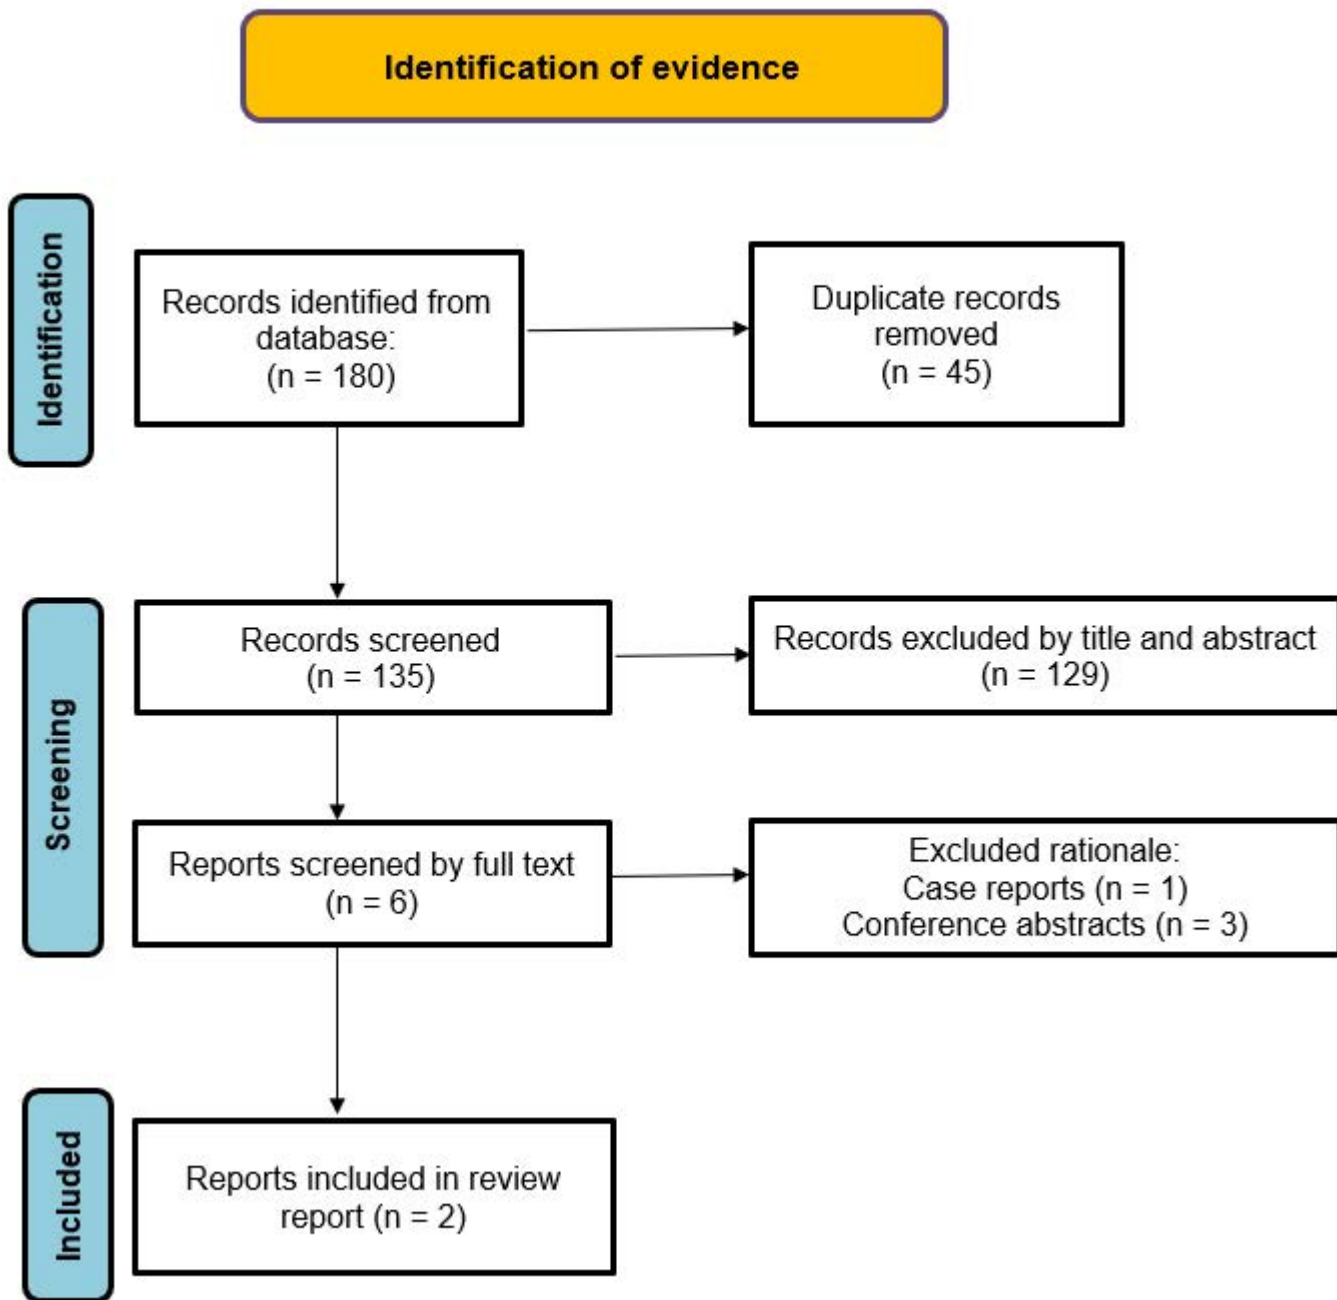 Identification of evidence
Identification
Records identified from
database:
(n = 180)
Duplicate records
removed
(n = 45)
Screening
Records screened
(n = 135)
Records excluded by title and abstract
(n = 129)
Reports screened by full text
(n = 6)
Excluded rationale:
Case reports (n = 1)
Conference abstracts (n = 3)
Included
Reports included in review
report (n = 2)